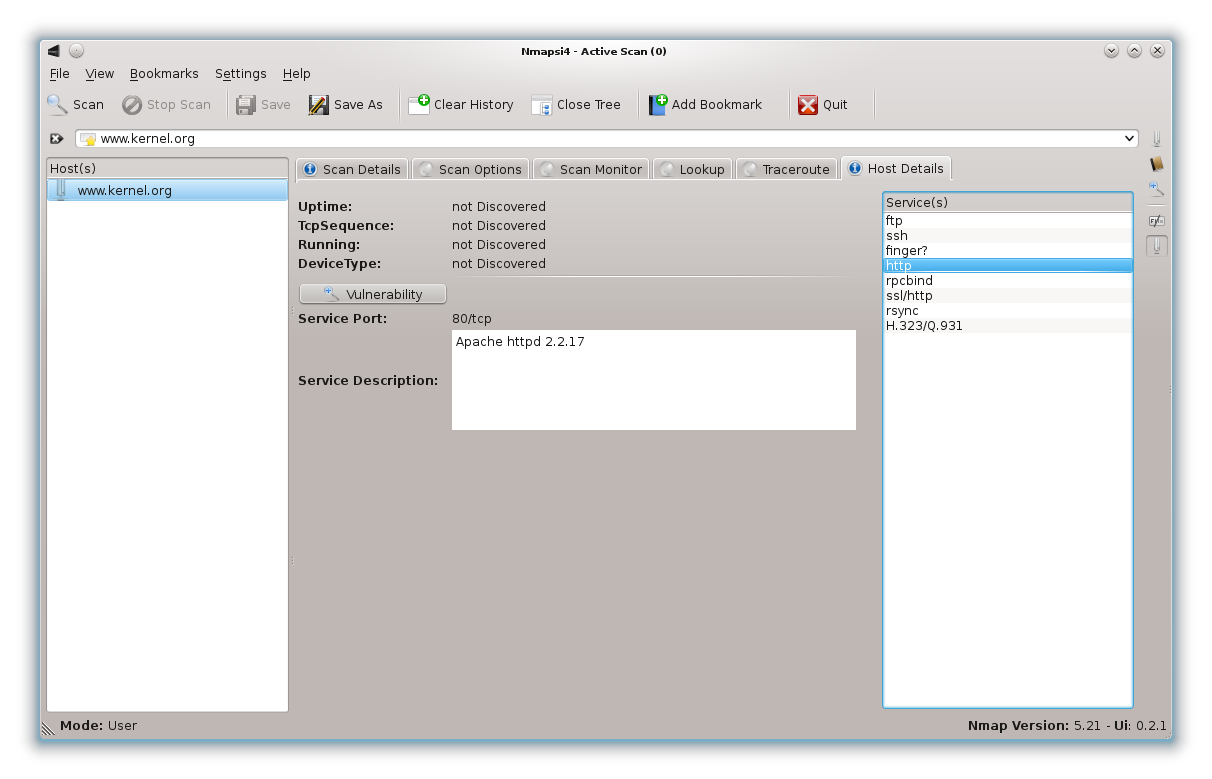 Nmapsi4 - Active Scan (0)
File View Bookmarks Settings Help
Scan Stop Scan Save Save As Clear History Close Tree Add Bookmark Quit
www.kernel.org
Host(s)
www.kernel.org
Scan Details Scan Options Scan Monitor Lookup Traceroute Host Details
Uptime: not Discovered
TcpSequence: not Discovered
Running: not Discovered
DeviceType: not Discovered
Vulnerability
Service Port: 80/tcp
Service Description: Apache httpd 2.2.17
Service(s)
ftp
ssh
finger?
http
rpcbind
ssl/http
rsync
H.323/Q.931
Mode: User
Nmap Version: 5.21 - Ui: 0.2.1